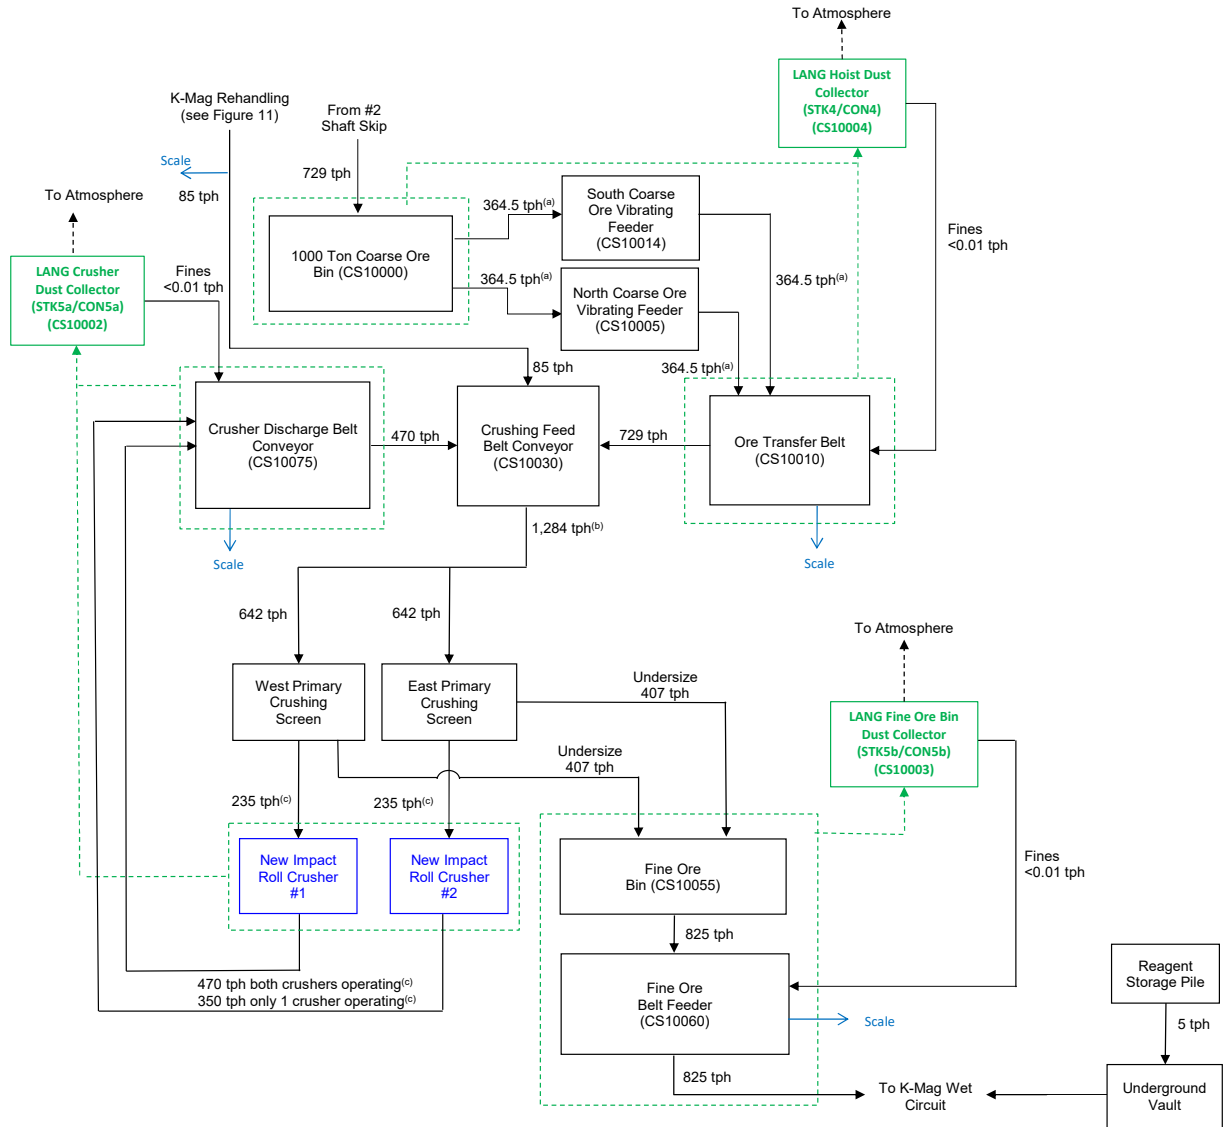 To Atmosphere
LANG Hoist Dust
Collector
(STK4/CON4)
(CS10004)
K-Mag Rehandling
(see Figure 11)
From #2
Shaft Skip
Scale
85 tph
729 tph
To Atmosphere
364.5 tph(a)
South Coarse
Ore Vibrating
Feeder
(CS10014)
Fines
<0.01 tph
1000 Ton Coarse Ore
Bin (CS10000)
LANG Crusher
Dust Collector
(STK5a/CON5a)
(CS10002)
Fines
<0.01 tph
364.5 tph(a)
North Coarse Ore
Vibrating Feeder
(CS10005)
364.5 tph(a)
85 tph
364.5 tph(a)
Crusher Discharge Belt
Conveyor
(CS10075)
470 tph
Crushing Feed
Belt Conveyor
(CS10030)
729 tph
Ore Transfer Belt
(CS10010)
1,284 tph(b)
Scale
Scale
642 tph
642 tph
To Atmosphere
West Primary
Crushing
Screen
East Primary
Crushing
Screen
Undersize
407 tph
LANG Fine Ore Bin
Dust Collector
(STK5b/CON5b)
(CS10003)
Undersize
407 tph
235 tph(c)
235 tph(c)
New Impact
Roll Crusher
#1
New Impact
Roll Crusher
#2
Fine Ore
Bin (CS10055)
Fines
<0.01 tph
825 tph
470 tph both crushers operating(c)
350 tph only 1 crusher operating(c)
Fine Ore
Belt Feeder
(CS10060)
Scale
Reagent
Storage Pile
5 tph
825 tph
To K-Mag Wet
Circuit
Underground
Vault